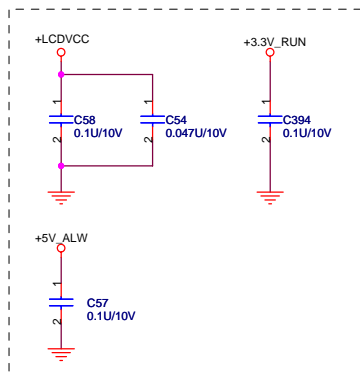 +LCDVCC
+3.3V_RUN
1
1
1
C58
0.1U/10V
C54
0.047U/10V
C394
0.1U/10V
2
2
2
+5V_ALW
1
C57
0.1U/10V
2